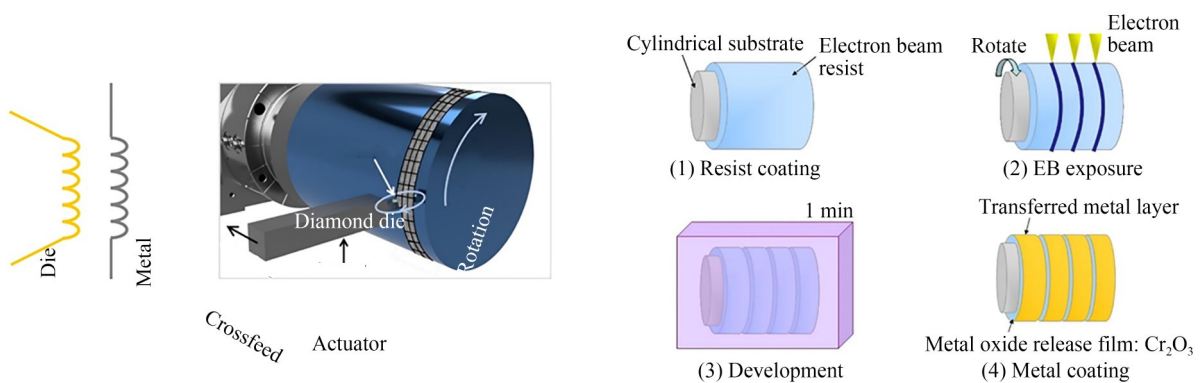 Die
Metal
Diamond die
Rotation
Crossfeed
Actuator
Cylindrical substrate
Electron beam
resist
(1) Resist coating
Rotate
Electron
beam
(2) EB exposure
1 min
(3) Development
Transferred metal layer
Metal oxide release film: Cr₂O₃
(4) Metal coating